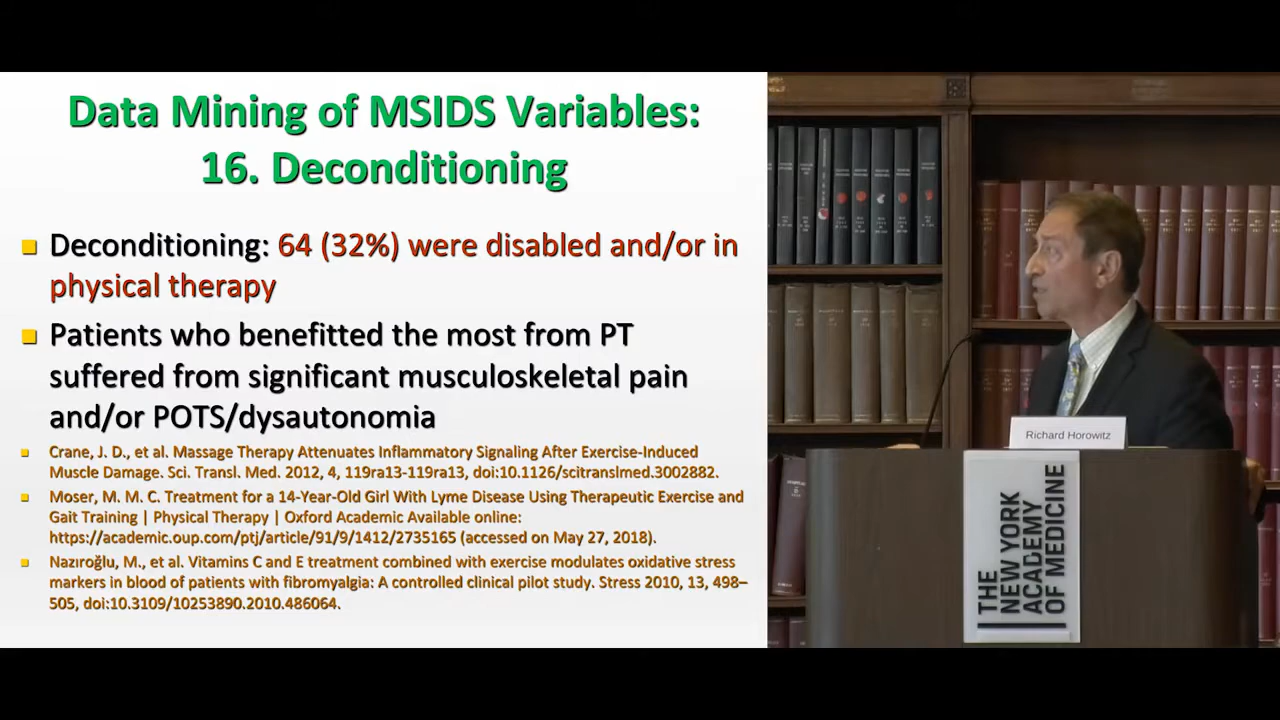 Data Mining of MSIDS Variables:
16. Deconditioning
Deconditioning: 64 (32%) were disabled and/or in
physical therapy
Patients who benefitted the most from PT
suffered from significant musculoskeletal pain
and/or POTS/dysautonomia
Crane, J. D., et al. Massage Therapy Attenuates Inflammatory Signaling After Exercise-Induced
Muscle Damage. Sci. Transl. Med. 2012, 4, 119ra13-119ra13, doi:10.1126/scitranslmed.3002882.
Moser, M. M. C. Treatment for a 14-Year-Old Girl With Lyme Disease Using Therapeutic Exercise and
Gait Training | Physical Therapy | Oxford Academic Available online:
https://academic.oup.com/ptj/article/91/9/1412/2735165 (accessed on May 27, 2018).
Nazıroğlu, M., et al. Vitamins C and E treatment combined with exercise modulates oxidative stress
markers in blood of patients with fibromyalgia: A controlled clinical pilot study. Stress 2010, 13, 498–
505, doi:10.3109/10253890.2010.486064.
Richard Horowitz
THE
NEW YORK
ACADEMY
OF MEDICINE